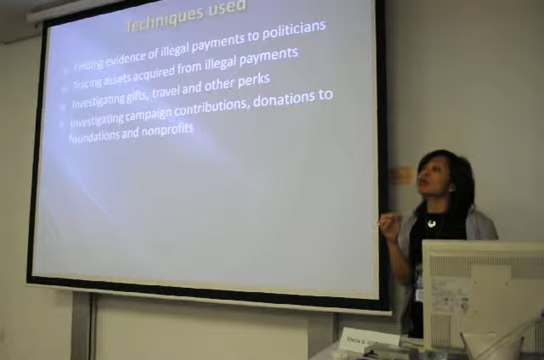 Techniques used
Finding evidence of illegal payments to politicians
Tracing assets acquired from illegal payments
Investigating gifts, travel and other perks
Investigating campaign contributions, donations to
foundations and nonprofits